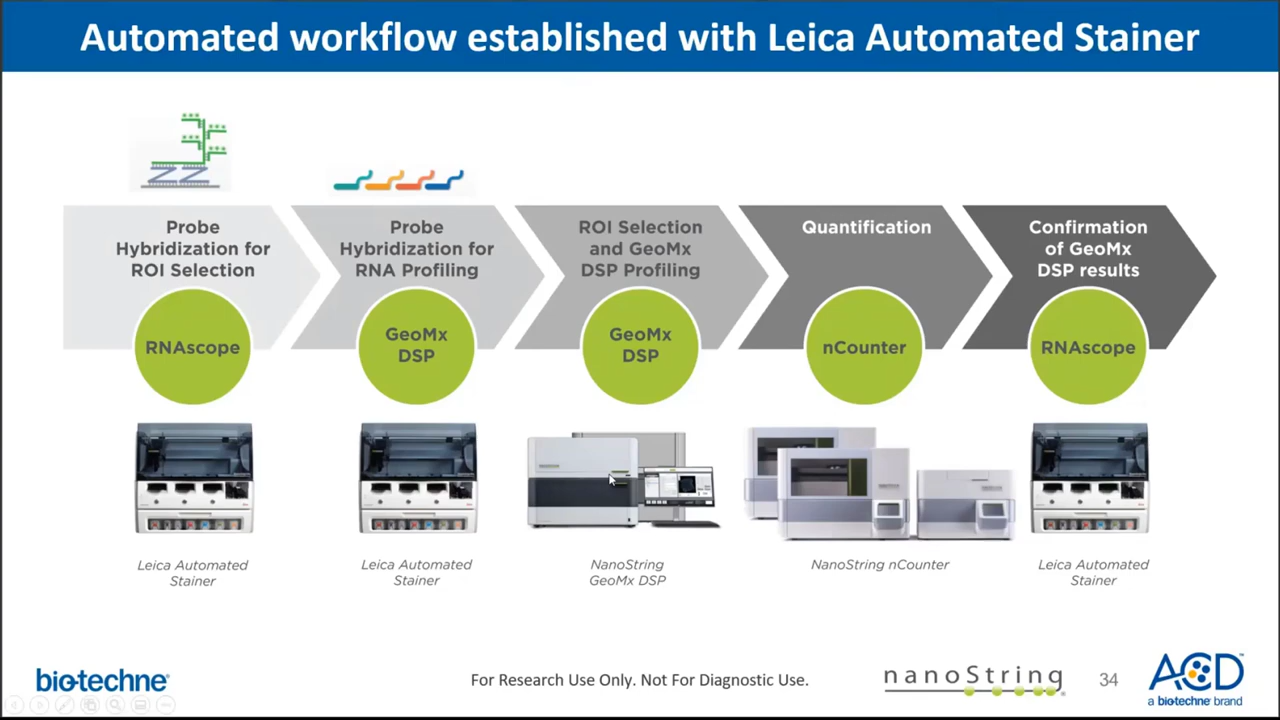 Automated workflow established with Leica Automated Stainer
Probe
Hybridization for
ROI Selection
RNAscope
Leica Automated
Stainer
Probe
Hybridization for
RNA Profiling
GeoMx
DSP
Leica Automated
Stainer
ROI Selection
and GeoMx
DSP Profiling
GeoMx
DSP
NanoString
GeoMx DSP
Quantification
nCounter
NanoString nCounter
Confirmation
of GeoMx
DSP results
RNAscope
Leica Automated
Stainer
bio-techne®
For Research Use Only. Not For Diagnostic Use.
nanoString®
34
ACD™
a bio-techne brand